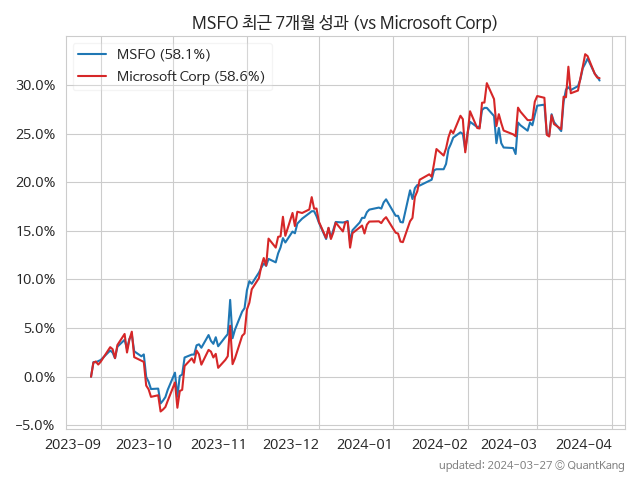 MSFO 최근 7개월 성과 (vs Microsoft Corp)
MSFO (58.1%)
Microsoft Corp (58.6%)
30.0%
25.0%
20.0%
15.0%
10.0%
5.0%
0.0%
−5.0%
2023−09 2023−10 2023−11 2023−12 2024−01 2024−02 2024−03 2024−04
updated: 2024-03-27 © QuantKang